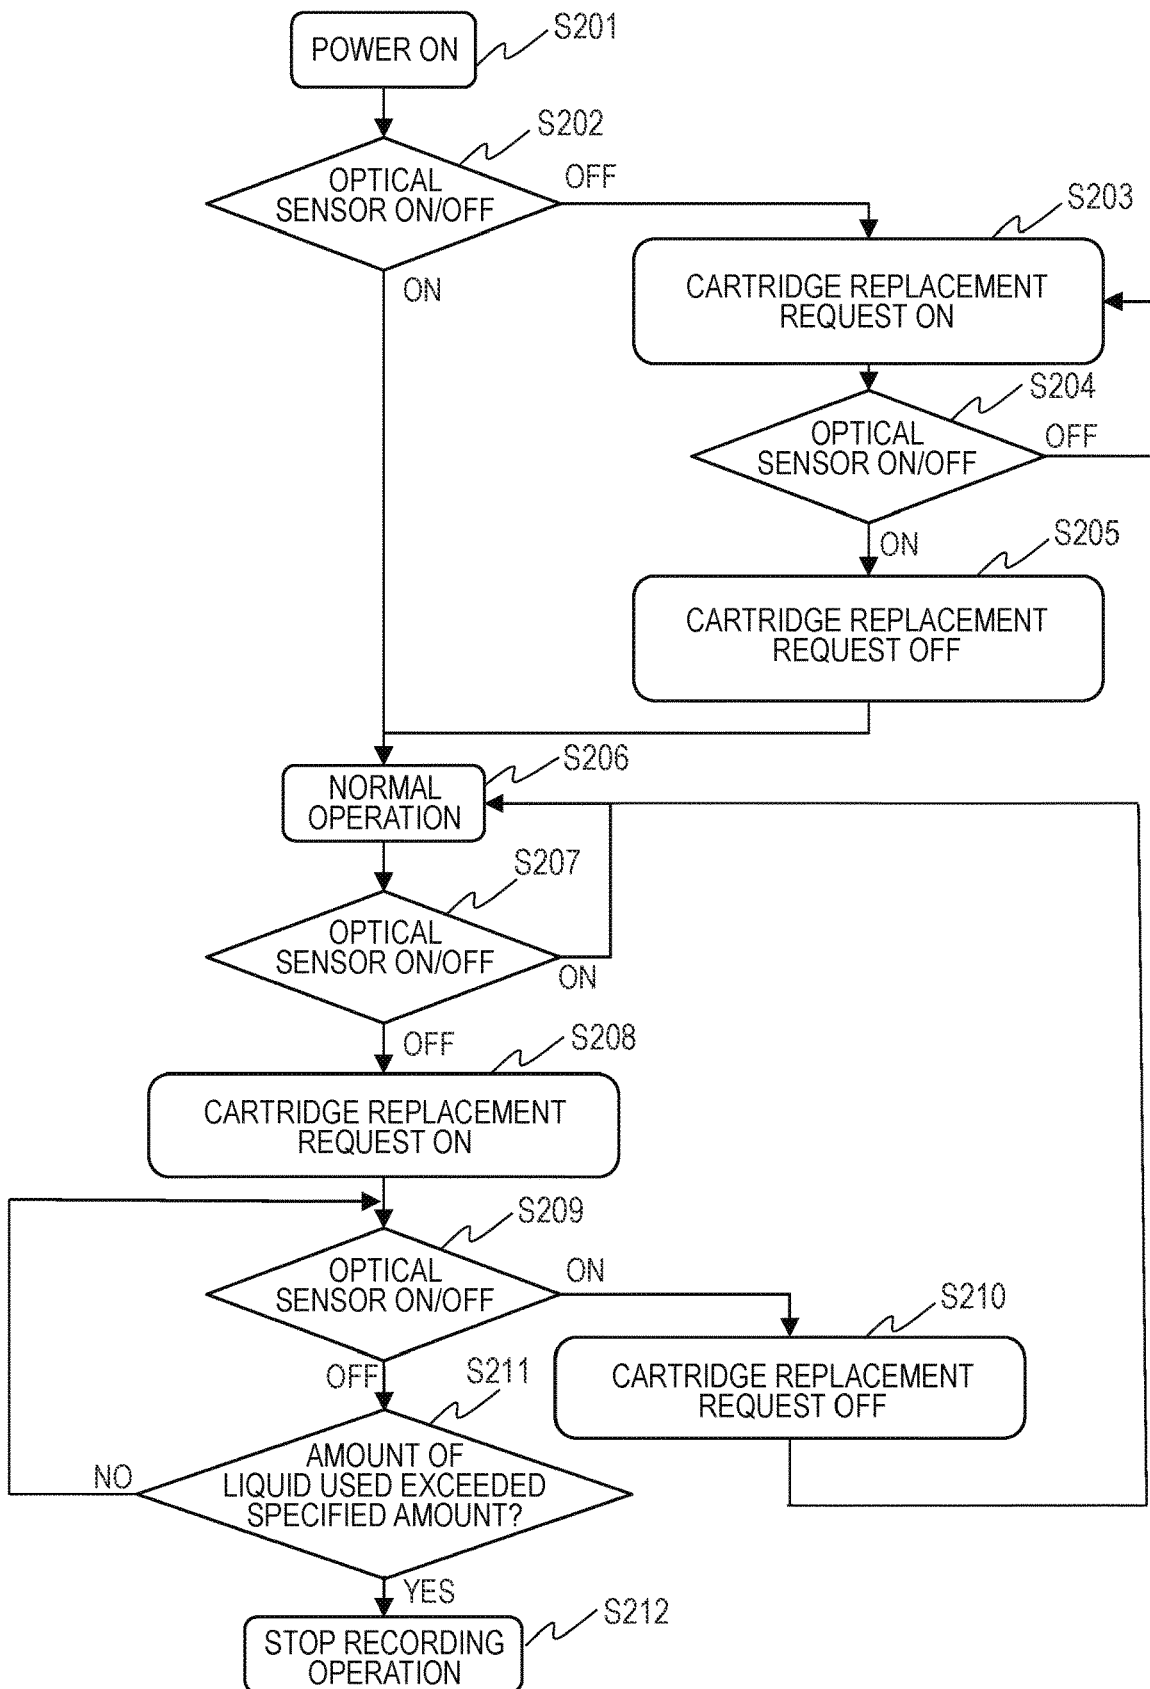 POWER ON
S201
S202
OPTICAL
SENSOR ON/OFF
OFF
ON
S203
CARTRIDGE REPLACEMENT
REQUEST ON
S204
OPTICAL
SENSOR ON/OFF
OFF
ON
S205
CARTRIDGE REPLACEMENT
REQUEST OFF
S206
NORMAL
OPERATION
S207
OPTICAL
SENSOR ON/OFF
ON
OFF
S208
CARTRIDGE REPLACEMENT
REQUEST ON
S209
OPTICAL
SENSOR ON/OFF
ON
OFF
S210
CARTRIDGE REPLACEMENT
REQUEST OFF
S211
AMOUNT OF
LIQUID USED EXCEEDED
SPECIFIED AMOUNT?
NO
YES
S212
STOP RECORDING
OPERATION